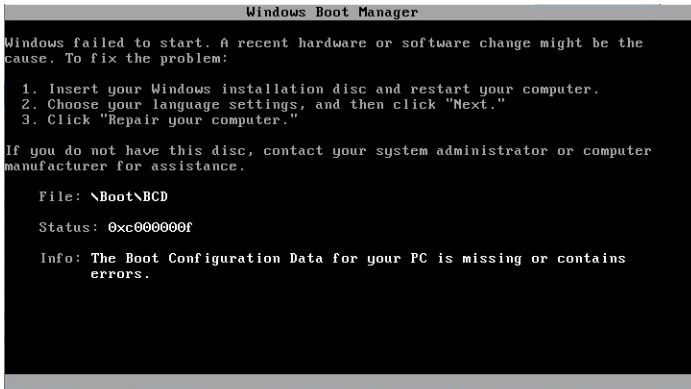 Windows Boot Manager
Windows failed to start. A recent hardware or software change might be the
cause. To fix the problem:
1. Insert your Windows installation disc and restart your computer.
2. Choose your language settings, and then click "Next."
3. Click "Repair your computer."
If you do not have this disc, contact your system administrator or computer
manufacturer for assistance.
File: \Boot\BCD
Status: 0xc000000f
Info: The Boot Configuration Data for your PC is missing or contains
errors.